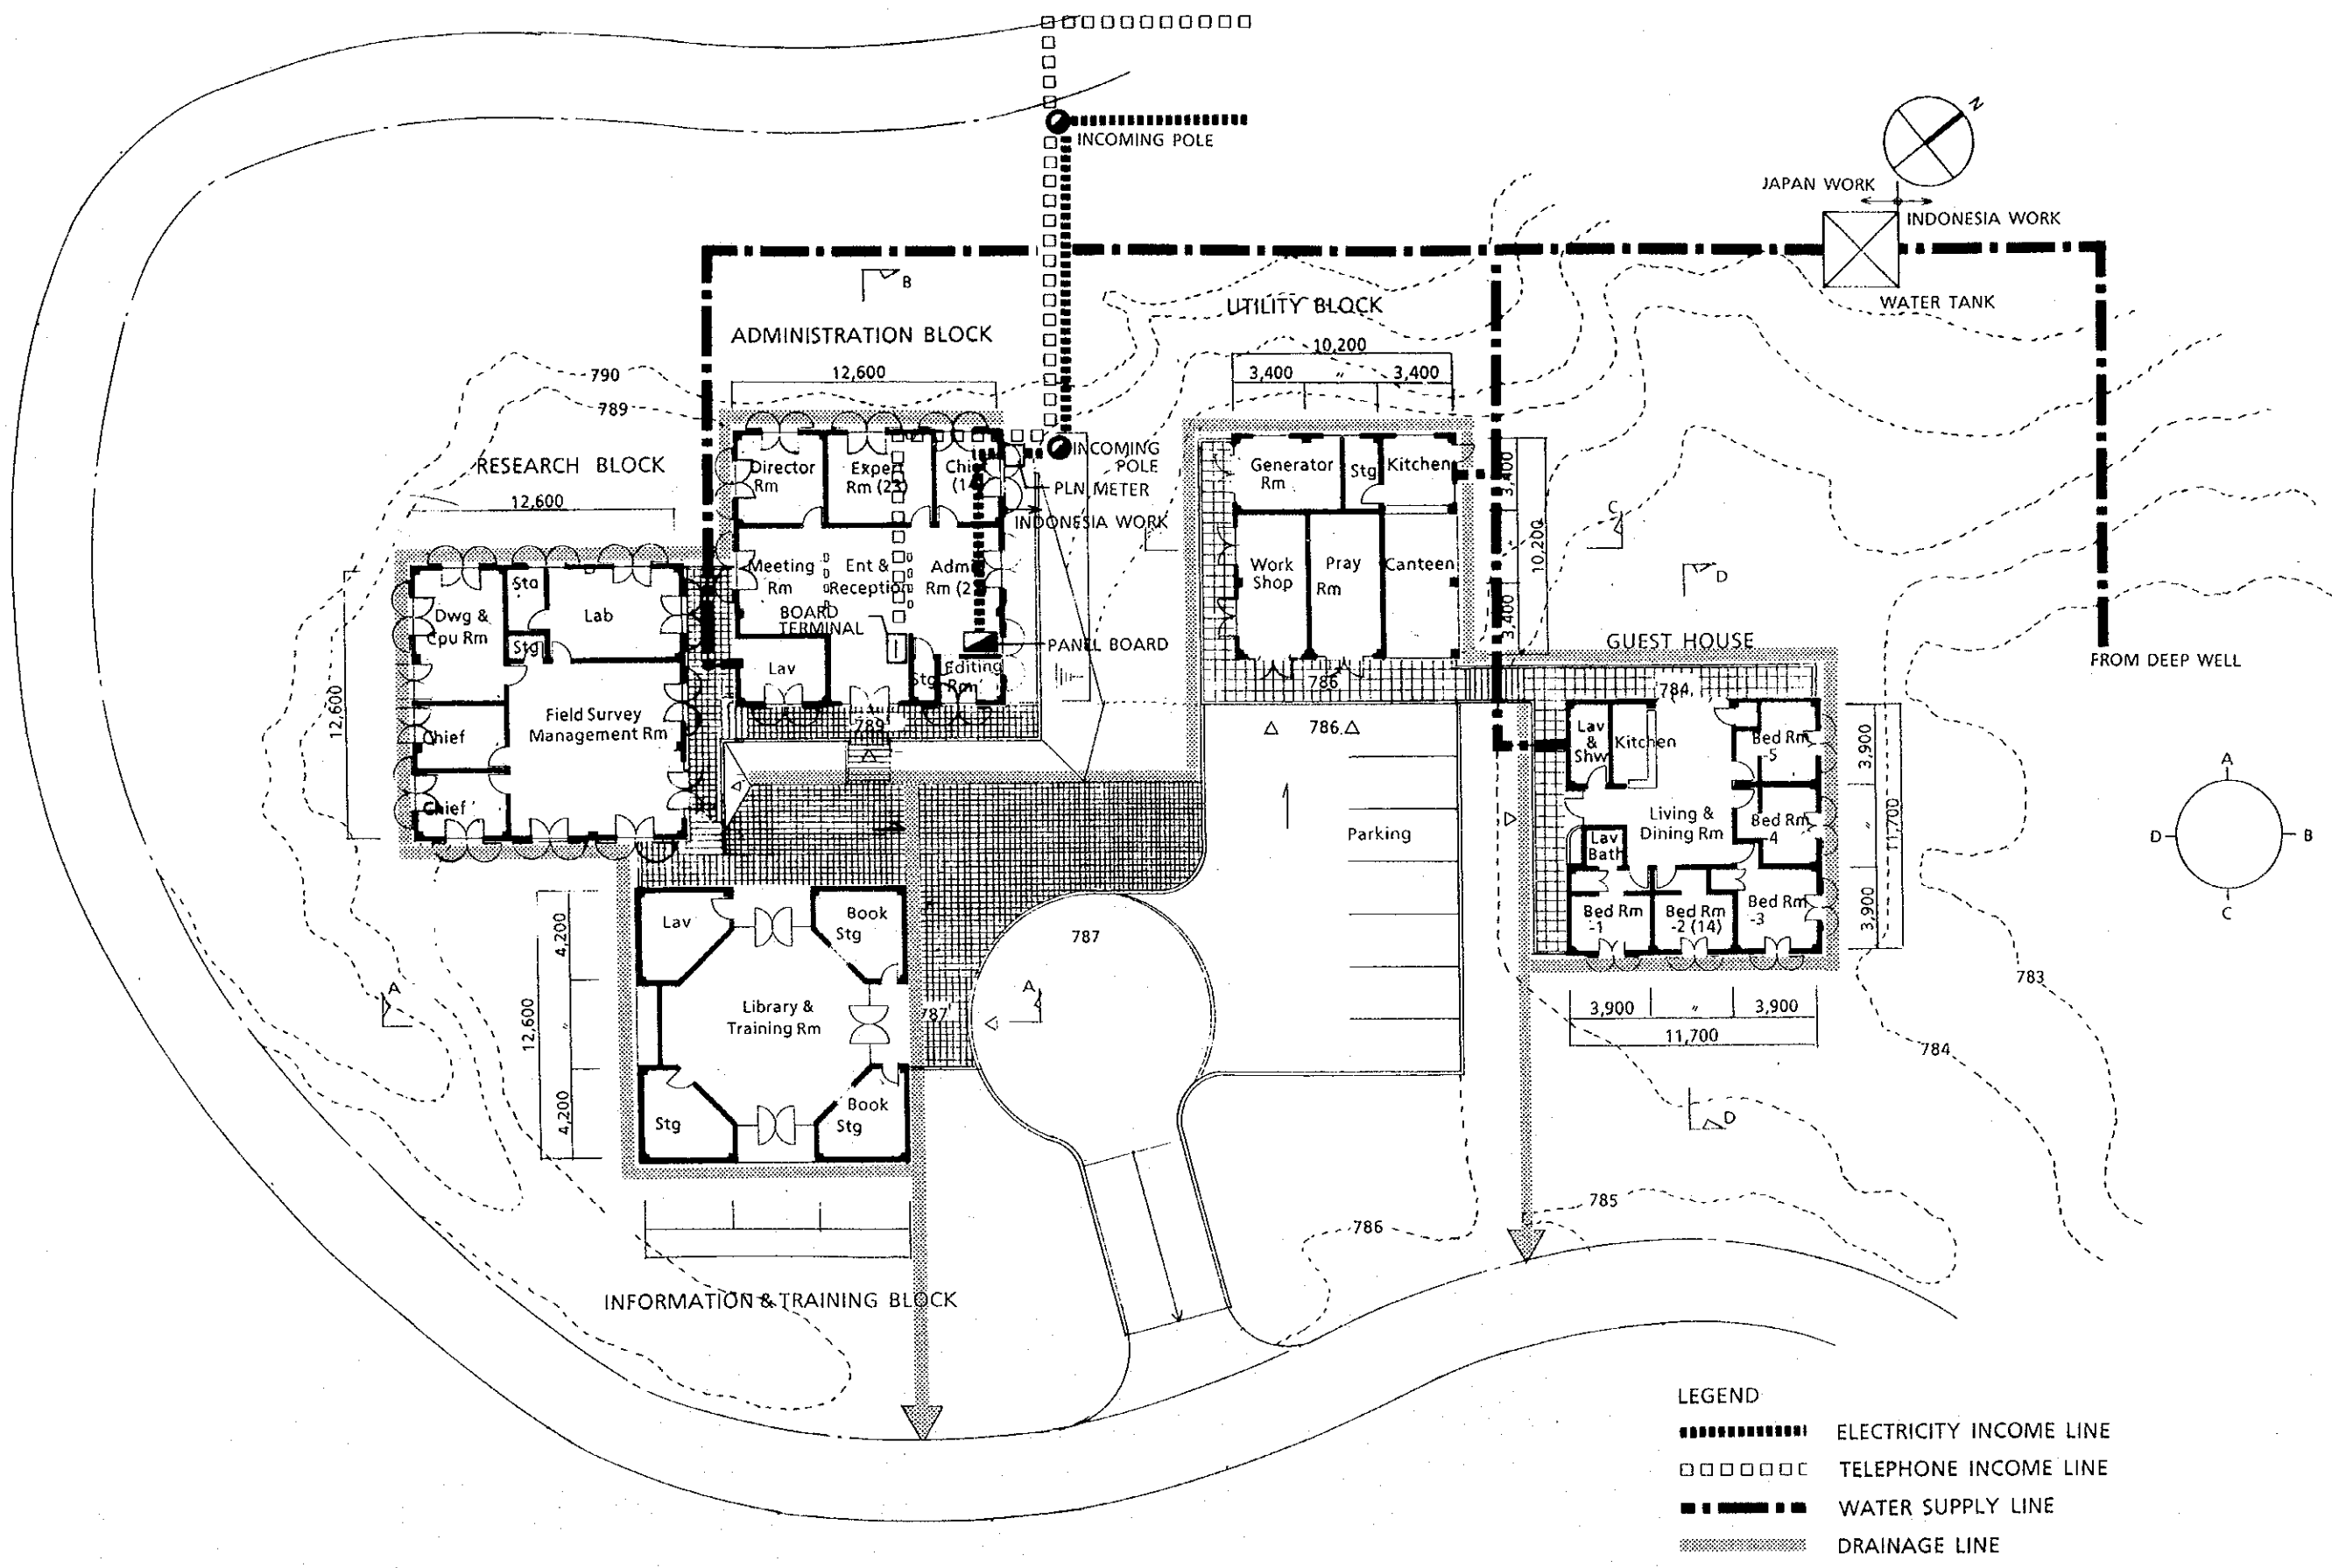 INCOMING POLE
N
JAPAN WORK
INDONESIA WORK
WATER TANK
B
ADMINISTRATION BLOCK
UTILITY BLOCK
10,200
3,400 〃 3,400
12,600
790
789
RESEARCH BLOCK
12,600
INCOMING
POLE
PLN METER
INDONESIA WORK
Director
Rm
Rm (23)
Generator
Rm
Stg
Kitchen
3,400
10,200
3,400
C
D
Meeting
Rm
Ent &
Reception
BOARD
TERMINAL
PANEL BOARD
Lav
Stg
Editing
Rm
Work
Shop
Pray
Rm
Canteen
Dwg &
Cpu Rm
Stg
Lab
Field Survey
Management Rm
Chief
Chief
12,600
789
786
786
GUEST HOUSE
784
FROM DEEP WELL
Lav
&
Shw
Kitchen
Bed Rm
-5
Living &
Dining Rm
Bed Rm
-4
Lav
Bath
Bed Rm
-1
Bed Rm
-2 (14)
Bed Rm
-3
3,900
〃
3,900
11,700
3,900 〃 3,900
11,700
Parking
A
D B
C
Lav
Book
Stg
Library &
Training Rm
Stg
Book
Stg
4,200
〃
4,200
12,600
A
A
787
787
783
784
D
785
786
INFORMATION & TRAINING BLOCK
LEGEND
ELECTRICITY INCOME LINE
TELEPHONE INCOME LINE
WATER SUPPLY LINE
DRAINAGE LINE